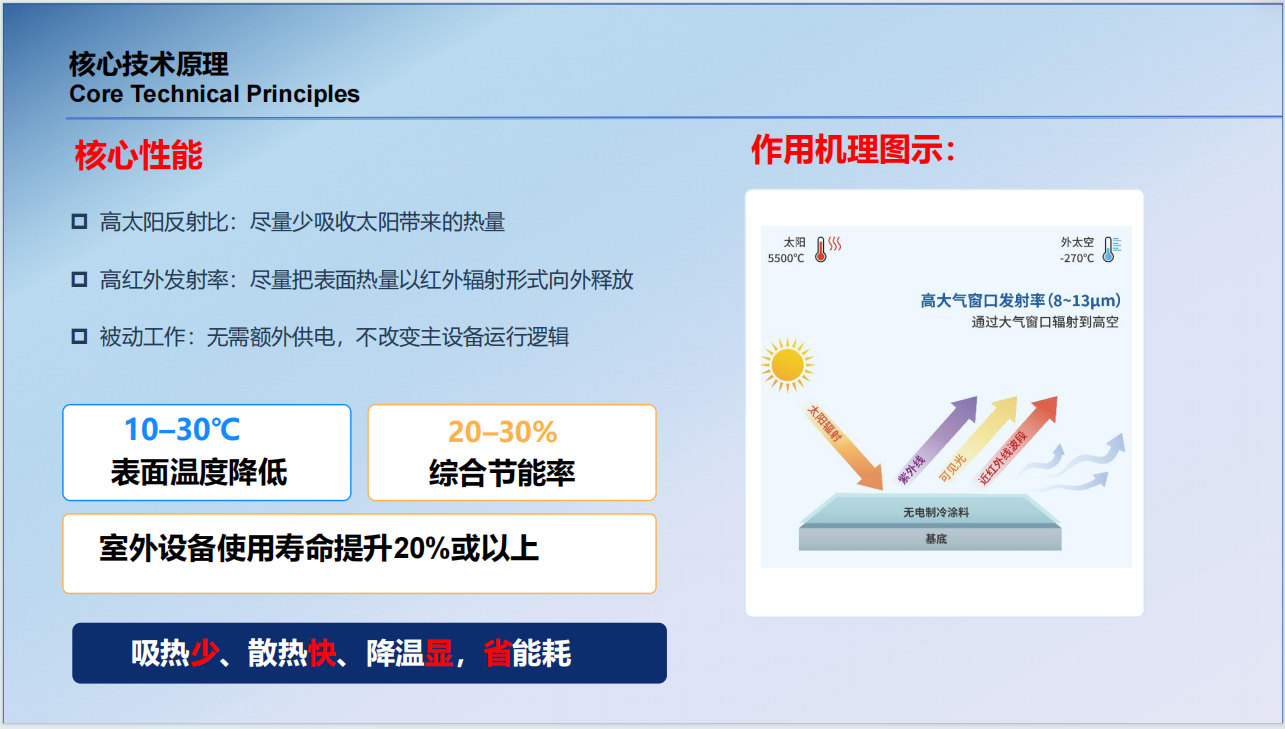 核心技术原理
Core Technical Principles
核心性能
高太阳反射比：尽量少吸收太阳带来的热量
高红外发射率：尽量把表面热量以红外辐射形式向外释放
被动工作：无需额外供电，不改变主设备运行逻辑
10–30℃
表面温度降低
20–30%
综合节能率
室外设备使用寿命提升20%或以上
吸热少、散热快、降温显，省能耗
作用机理图示：
太阳
5500℃
外太空
-270℃
高大气窗口发射率（8~13μm）
通过大气窗口辐射到高空
太阳辐射
紫外线
可见光
近红外线波段
无电制冷涂料
基底